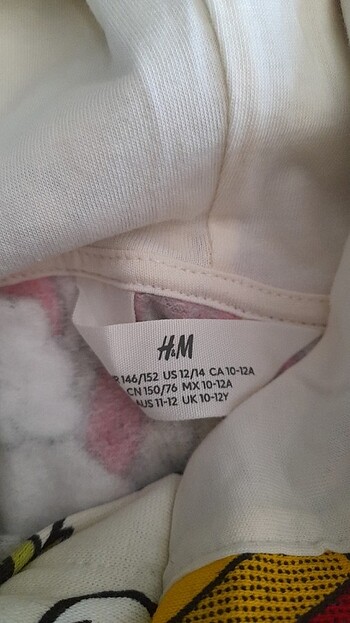 H&M
146/152 US 12/14 CA 10-12A
CN 150/76 MX 10-12A
AUS 11-12 UK 10-12Y